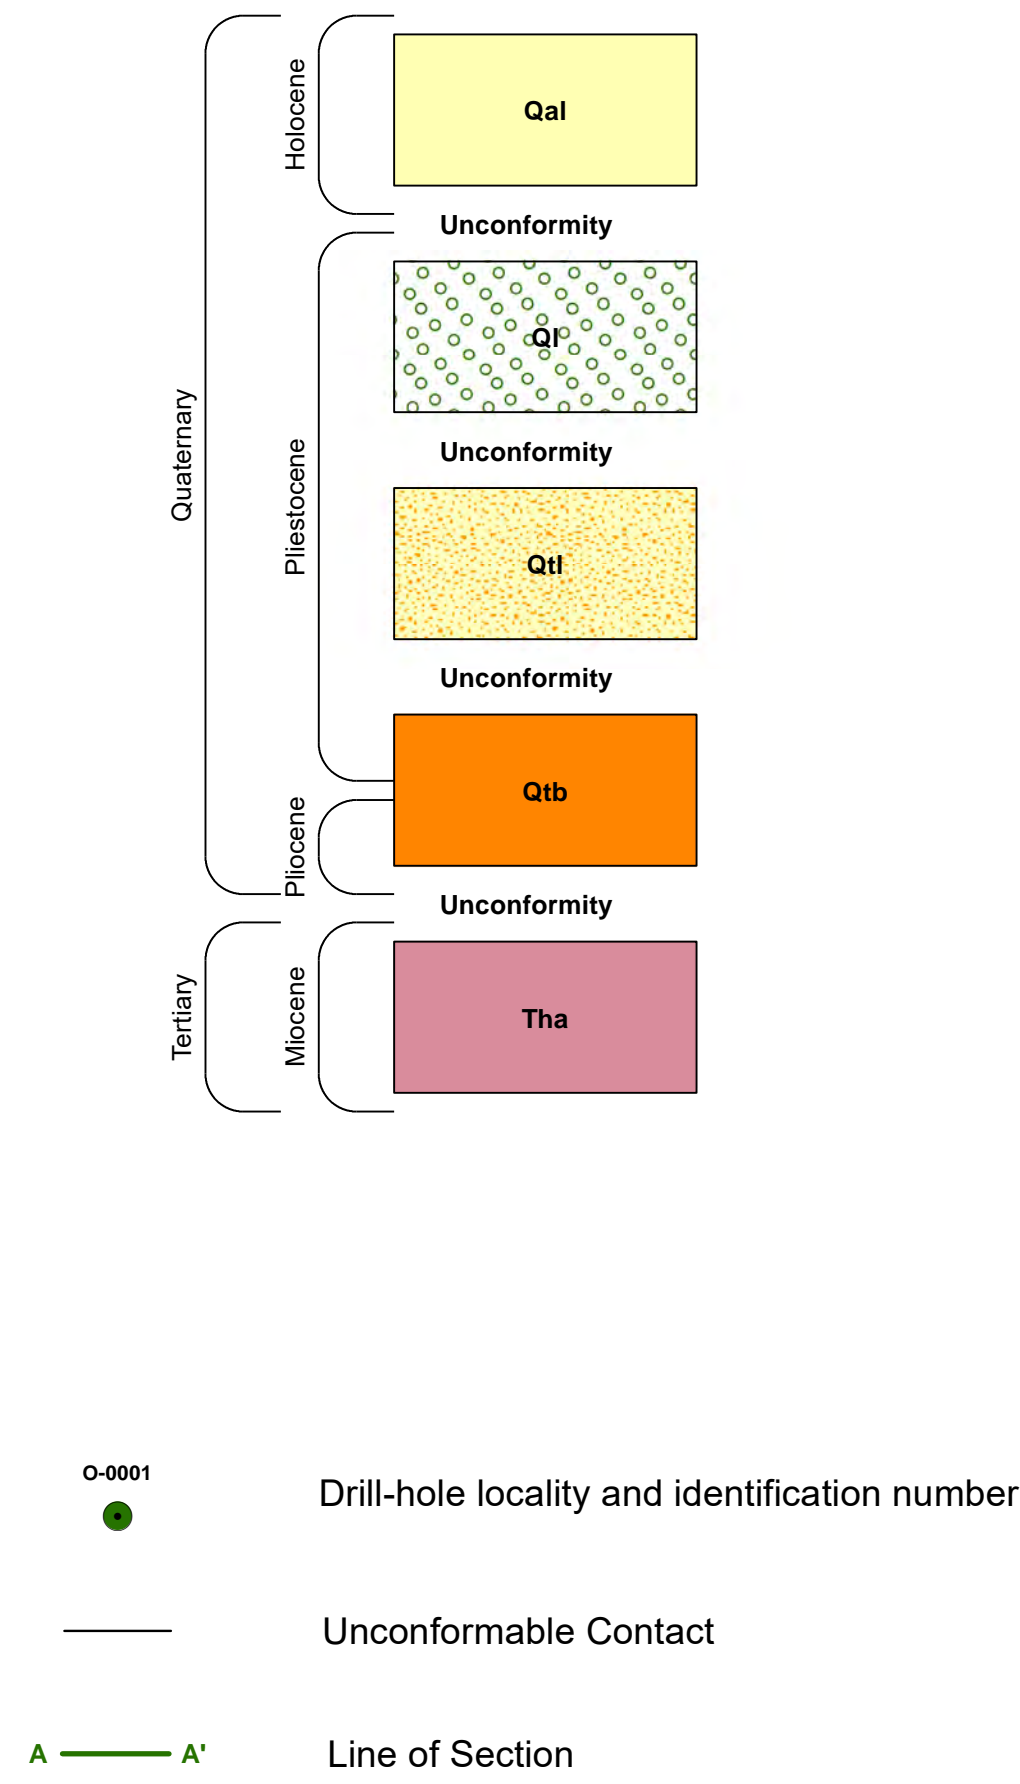 Quaternary
Holocene
Qal
Unconformity
Pliestocene
Ql
Unconformity
Qtl
Unconformity
Qtb
Pliocene
Unconformity
Tertiary
Miocene
Tha
O-0001
Drill-hole locality and identification number
Unconformable Contact
A A' Line of Section